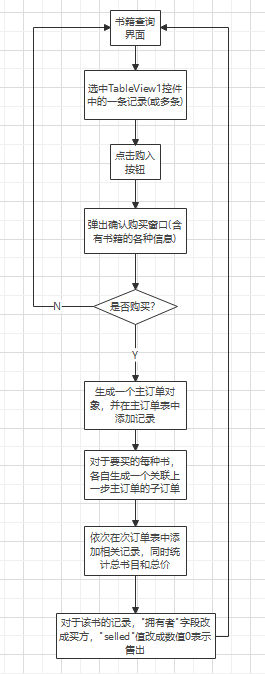 书籍查询
界面
选中TableView1控件
中的一条记录(或多条)
点击购入
按钮
弹出确认购买窗口(含
有书籍的各种信息)
是否购买?
N
Y
生成一个主订单对
象，并在主订单表中
添加记录
对于要买的每种书，
各自生成一个关联上
一步主订单的子订单
依次在次订单表中添
加相关记录，同时统
计总书目和总价
对于该书的记录，"拥有者"字段改
成买方，"selled"值改成数值0表示
售出